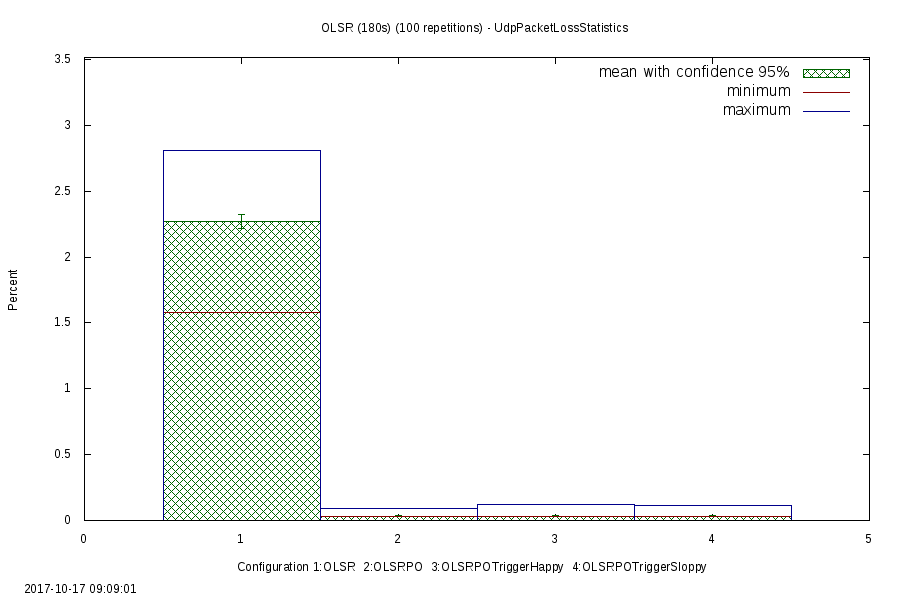 OLSR (180s) (100 repetitions) - UdpPacketLossStatistics
3.5
mean with confidence 95%
minimum
maximum
3
2.5
2
Percent
1.5
1
0.5
0
0 1 2 3 4 5
Configuration 1:OLSR 2:OLSRPO 3:OLSRPOTriggerHappy 4:OLSRPOTriggerSloppy
2017-10-17 09:09:01